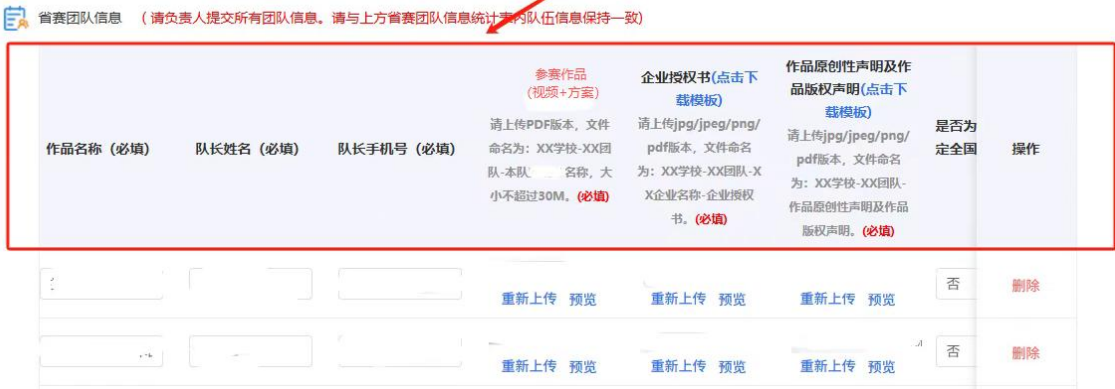 省赛团队信息 （请负责人提交所有团队信息。请与上方省赛团队信息统计表内队伍信息保持一致）
作品名称（必填）
队长姓名（必填）
队长手机号（必填）
参赛作品
（视频+方案）
请上传PDF版本，文件
命名为：XX学校-XX团
队-本队 名称，大
小不超过30M。(必填)
企业授权书(点击下
载模板)
请上传jpg/jpeg/png/
pdf版本，文件命名
为：XX学校-XX团队-X
X企业名称-企业授权
书。(必填)
作品原创性声明及作
品版权声明(点击下
载模板)
请上传jpg/jpeg/png/
pdf版本，文件命名
为：XX学校-XX团队-
作品原创性声明及作品
版权声明。(必填)
是否为
定全国
操作
重新上传 预览 重新上传 预览 重新上传 预览 否 删除
重新上传 预览 重新上传 预览 重新上传 预览 否 删除